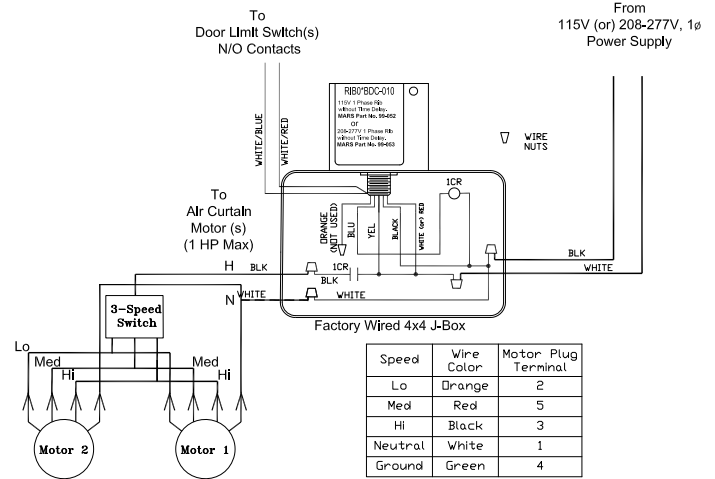 To
Door Limit Switch(s)
N/O Contacts
From
115V (or) 208-277V, 1ø
Power Supply
WHITE/BLUE
WHITE/RED
RIB0*BDC-010
115V 1 Phase Rib
without Time Delay.
MARS Part No. 99-052
or
208-277V 1 Phase Rib
without Time Delay.
MARS Part No. 99-053
WIRE
NUTS
To
Air Curtain
Motor (s)
(1 HP Max)
ORANGE
(NOT USED)
BLU
YEL
BLACK
WHITE (or) RED
1CR
BLK
WHITE
H
BLK
1CR
BLK
N
WHITE
WHITE
3-Speed
Switch
Factory Wired 4x4 J-Box
Lo
Med
Hi
Med
Hi
Motor 2
Motor 1
Speed Wire Color Motor Plug Terminal
Lo Orange 2
Med Red 5
Hi Black 3
Neutral White 1
Ground Green 4